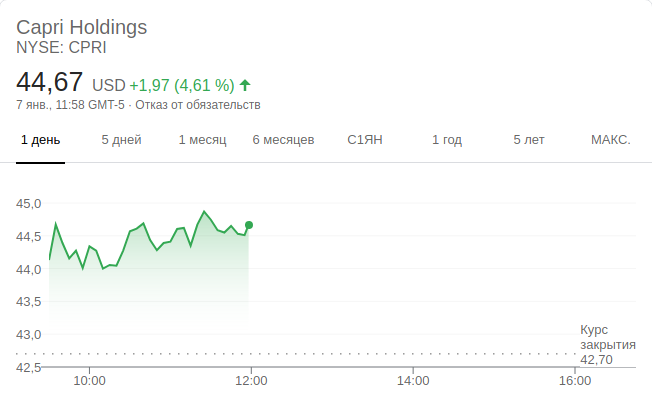 Capri Holdings
NYSE: CPRI
44,67 USD +1,97 (4,61 %)
7 янв., 11:58 GMT-5 · Отказ от обязательств
1 день 5 дней 1 месяц 6 месяцев С1ЯН 1 год 5 лет МАКС.
45,0
44,5
44,0
43,5
43,0
42,5
Курс
закрытия
42,70
10:00 12:00 14:00 16:00